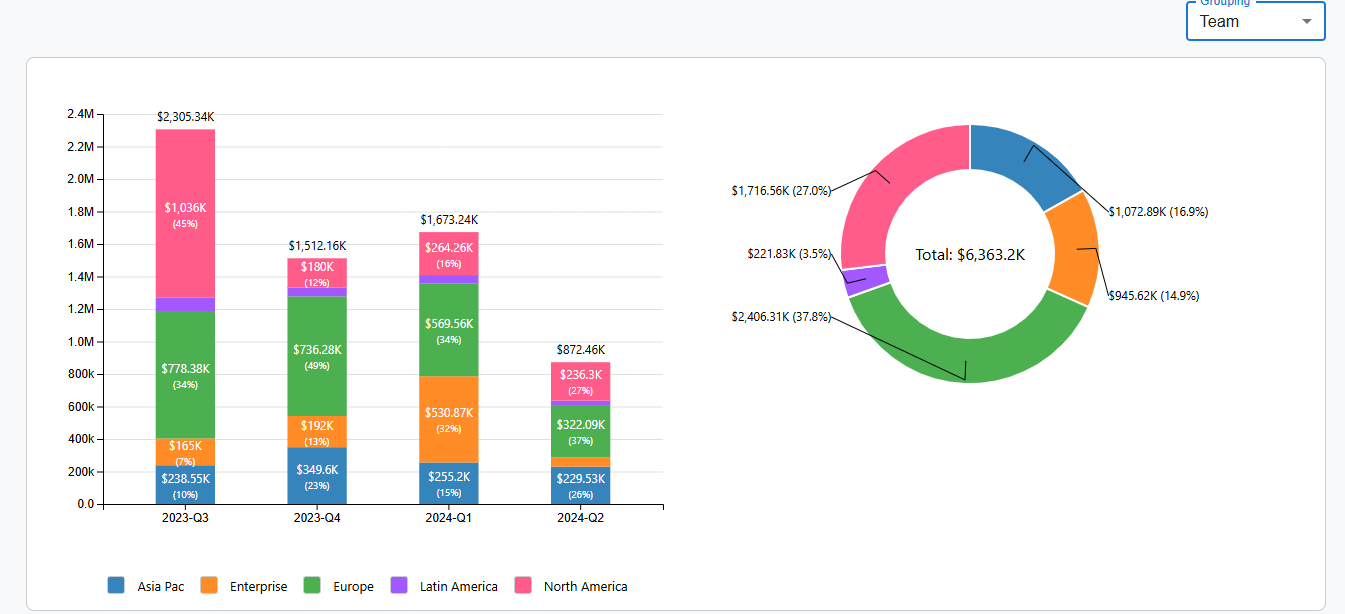 Grouping
Team
2.4M
2.2M
2.0M
1.8M
1.6M
1.4M
1.2M
1.0M
800k
600k
400k
200k
0.0
$2,305.34K
$1,036K
(45%)
$778.38K
(34%)
$165K
(7%)
$238.55K
(10%)
2023-Q3
$1,512.16K
$180K
(12%)
$736.28K
(49%)
$192K
(13%)
$349.6K
(23%)
2023-Q4
$1,673.24K
$264.26K
(16%)
$569.56K
(34%)
$530.87K
(32%)
$255.2K
(15%)
2024-Q1
$872.46K
$236.3K
(27%)
$322.09K
(37%)
$229.53K
(26%)
2024-Q2
Asia Pac
Enterprise
Europe
Latin America
North America
$1,716.56K (27.0%)
$221.83K (3.5%)
$2,406.31K (37.8%)
Total: $6,363.2K
$1,072.89K (16.9%)
$945.62K (14.9%)